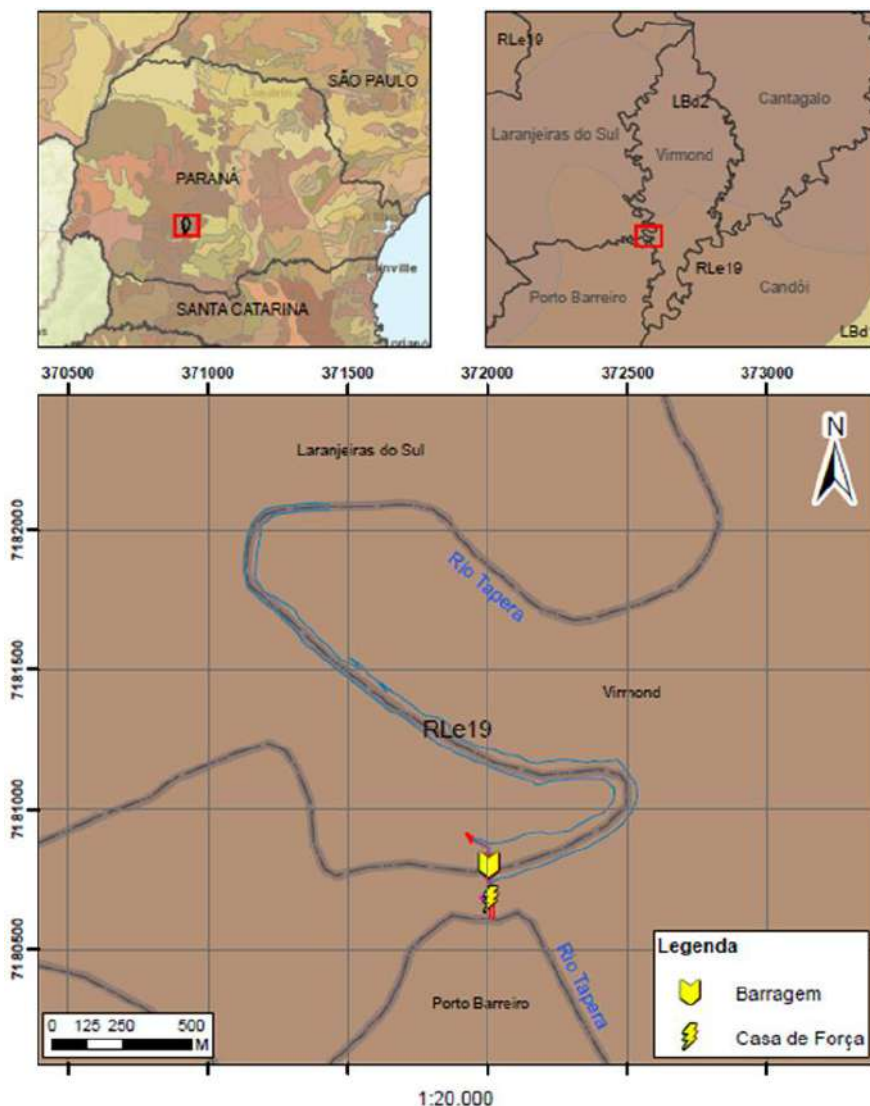 SÃO PAULO
PARANÁ
SANTA CATARINA
RLe19
LBd2
Cantagalo
Laranjeiras do Sul
Virmond
RLe19
Porto Barreiro
Candói
370500 371000 371500 372000 372500 373000
Laranjeiras do Sul
N
7182000
Rio Tapera
7181500
Virmond
RLe19
7181000
7180500
Porto Barreiro
Rio Tapera
Legenda
Barragem
Casa de Força
0 125 250 500
M
1:20.000